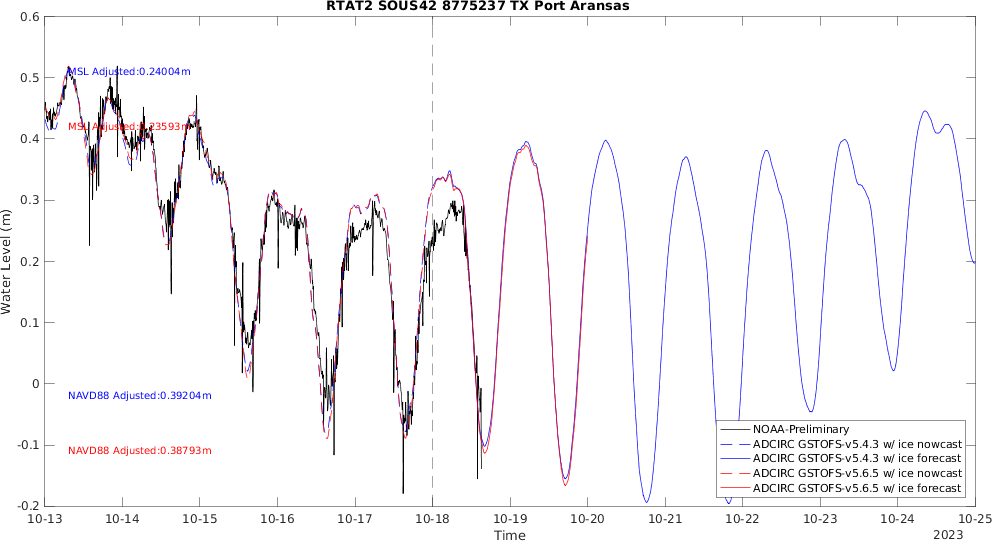 RTAT2 SOUS42 8775237 TX Port Aransas
0.6
0.5
0.4
0.3
0.2
0.1
0
-0.1
-0.2
Water Level (m)
MSL Adjusted:0.24004m
MSL Adjusted:0.23593m
NAVD88 Adjusted:0.39204m
NAVD88 Adjusted:0.38793m
NOAA-Preliminary
ADCIRC GSTOFS-v5.4.3 w/ ice nowcast
ADCIRC GSTOFS-v5.4.3 w/ ice forecast
ADCIRC GSTOFS-v5.6.5 w/ ice nowcast
ADCIRC GSTOFS-v5.6.5 w/ ice forecast
10-13 10-14 10-15 10-16 10-17 10-18 10-19 10-20 10-21 10-22 10-23 10-24 10-25
Time
2023